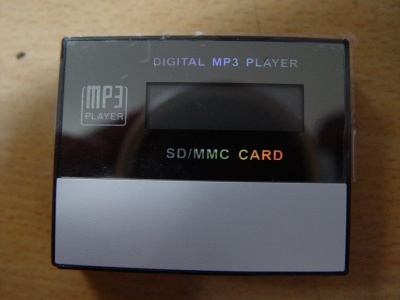 DIGITAL MP3 PLAYER
MP3
PLAYER
SD/MMC CARD